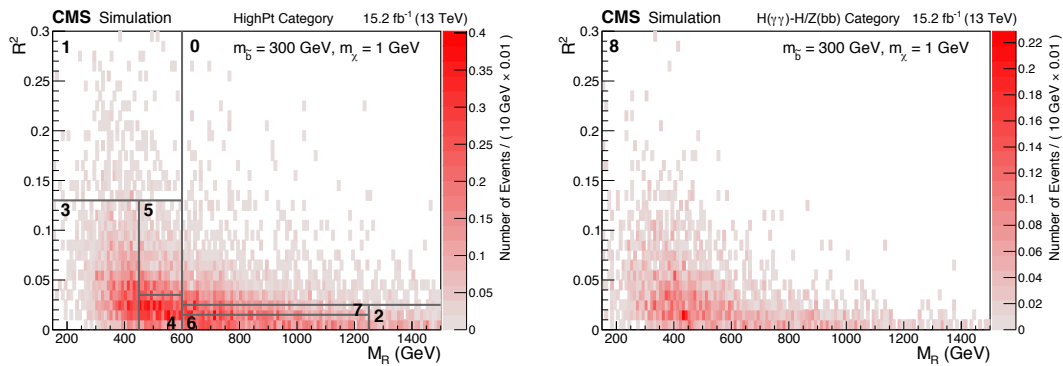 CMS Simulation HighPt Category 15.2 fb⁻¹ (13 TeV)
R²
0.3
0.25
0.2
0.15
0.1
0.05
0
1 0
m_b̃ = 300 GeV, m_χ = 1 GeV
3 5
4 6 7 2
200 400 600 800 1000 1200 1400
M_R (GeV)
0.4
0.35
0.3
0.25
0.2
0.15
0.1
0.05
0
Number of Events / ( 10 GeV × 0.01)
CMS Simulation H(γγ)-H/Z(bb) Category 15.2 fb⁻¹ (13 TeV)
R²
0.3
0.25
0.2
0.15
0.1
0.05
0
8
m_b̃ = 300 GeV, m_χ = 1 GeV
200 400 600 800 1000 1200 1400
M_R (GeV)
0.22
0.2
0.18
0.16
0.14
0.12
0.1
0.08
0.06
0.04
0.02
0
Number of Events / ( 10 GeV × 0.01)